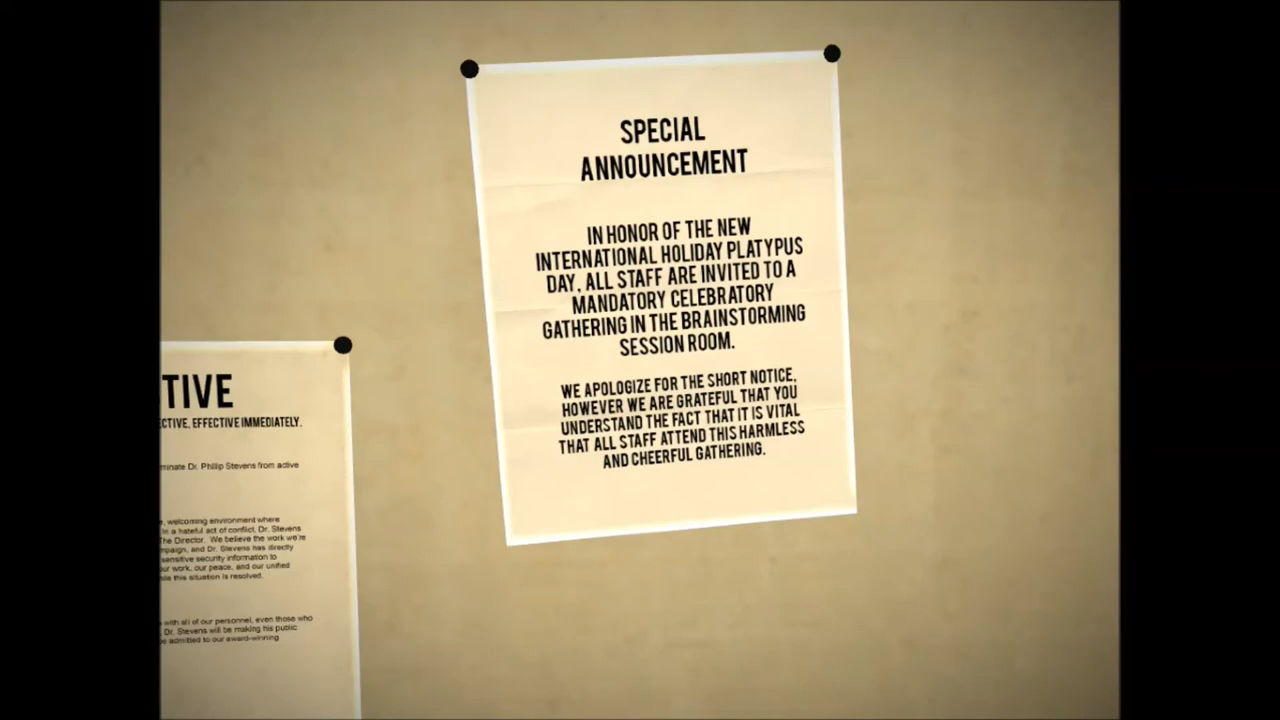 SPECIAL
ANNOUNCEMENT
IN HONOR OF THE NEW
INTERNATIONAL HOLIDAY PLATYPUS
DAY, ALL STAFF ARE INVITED TO A
MANDATORY CELEBRATORY
GATHERING IN THE BRAINSTORMING
SESSION ROOM.
WE APOLOGIZE FOR THE SHORT NOTICE,
HOWEVER WE ARE GRATEFUL THAT YOU
UNDERSTAND THE FACT THAT IT IS VITAL
THAT ALL STAFF ATTEND THIS HARMLESS
AND CHEERFUL GATHERING.
TIVE
ECTIVE, EFFECTIVE IMMEDIATELY.
minate Dr. Phillip Stevens from active
e, welcoming environment where
in a hateful act of conflict, Dr. Stevens
The Director. We believe the work we're
mpaign, and Dr. Stevens has directly
sensitive security information to
our work, our peace, and our unified
this situation is resolved.
with all of our personnel, even those who
Dr. Stevens will be making his public
be admitted to our award-winning